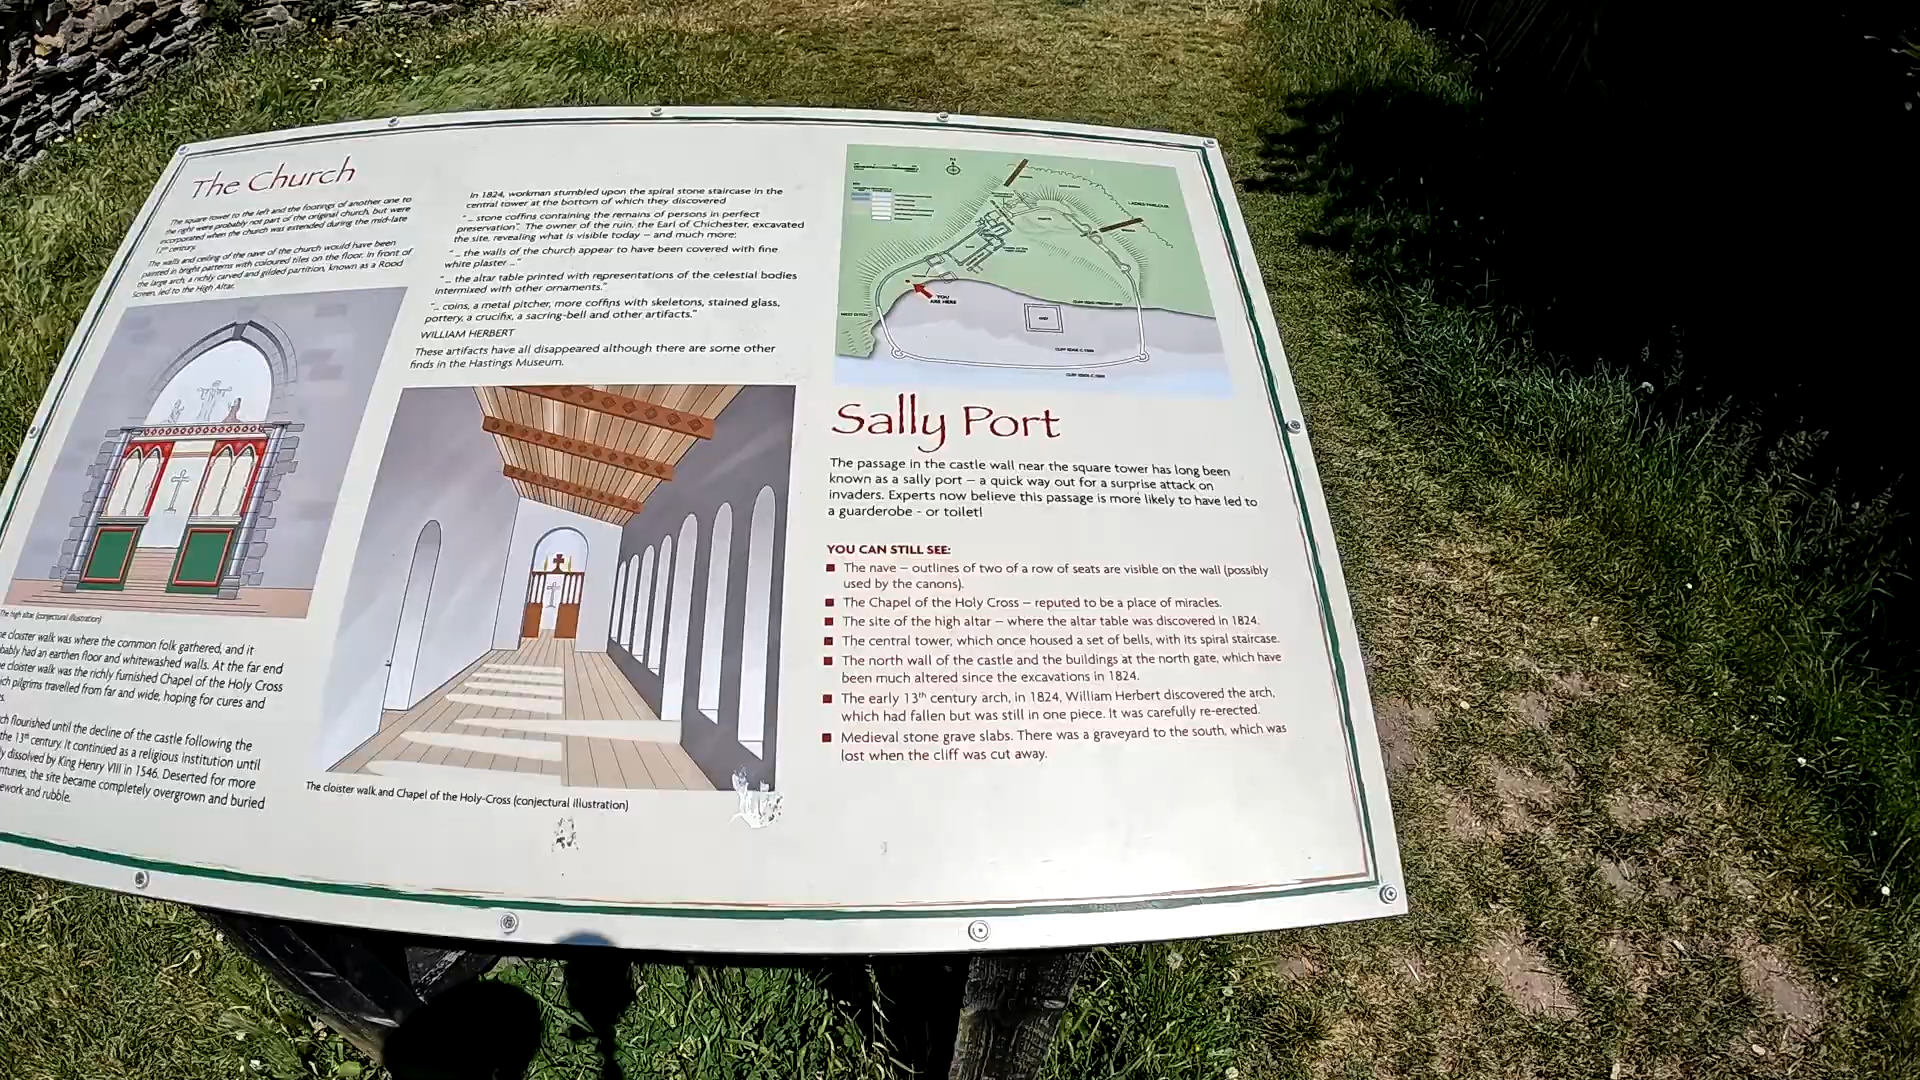 The Church
The square tower to the left and the footings of another one to
the right were probably not part of the original church, but were
incorporated when the church was extended during the mid-late
12th century.
The walls and ceiling of the nave of the church would have been
painted in bright patterns with coloured tiles on the floor. In front of
the large arch, a richly carved and gilded partition, known as a Rood
Screen, led to the High Altar.
The high altar (conjectural illustration)
e cloister walk was where the common folk gathered, and it
bably had an earthen floor and whitewashed walls. At the far end
e cloister walk was the richly furnished Chapel of the Holy Cross
ich pilgrims travelled from far and wide, hoping for cures and
s.
ch flourished until the decline of the castle following the
the 13th century. It continued as a religious institution until
y dissolved by King Henry VIII in 1546. Deserted for more
nturies, the site became completely overgrown and buried
ework and rubble.
In 1824, workman stumbled upon the spiral stone staircase in the
central tower at the bottom of which they discovered
"... stone coffins containing the remains of persons in perfect
preservation". The owner of the ruin, the Earl of Chichester, excavated
the site, revealing what is visible today – and much more:
"... the walls of the church appear to have been covered with fine
white plaster ..."
"... the altar table printed with representations of the celestial bodies
intermixed with other ornaments."
"... coins, a metal pitcher, more coffins with skeletons, stained glass,
pottery, a crucifix, a sacring-bell and other artifacts."
WILLIAM HERBERT
These artifacts have all disappeared although there are some other
finds in the Hastings Museum.
The cloister walk and Chapel of the Holy-Cross (conjectural illustration)
N
LADIES PARLOUR
YOU
ARE HERE
WEST DITCH
CLIFF EDGE PRESENT DAY
CLIFF EDGE C.1500
Sally Port
The passage in the castle wall near the square tower has long been
known as a sally port – a quick way out for a surprise attack on
invaders. Experts now believe this passage is more likely to have led to
a guarderobe - or toilet!
YOU CAN STILL SEE:
The nave – outlines of two of a row of seats are visible on the wall (possibly
used by the canons).
The Chapel of the Holy Cross – reputed to be a place of miracles.
The site of the high altar – where the altar table was discovered in 1824.
The central tower, which once housed a set of bells, with its spiral staircase.
The north wall of the castle and the buildings at the north gate, which have
been much altered since the excavations in 1824.
The early 13th century arch, in 1824, William Herbert discovered the arch,
which had fallen but was still in one piece. It was carefully re-erected.
Medieval stone grave slabs. There was a graveyard to the south, which was
lost when the cliff was cut away.